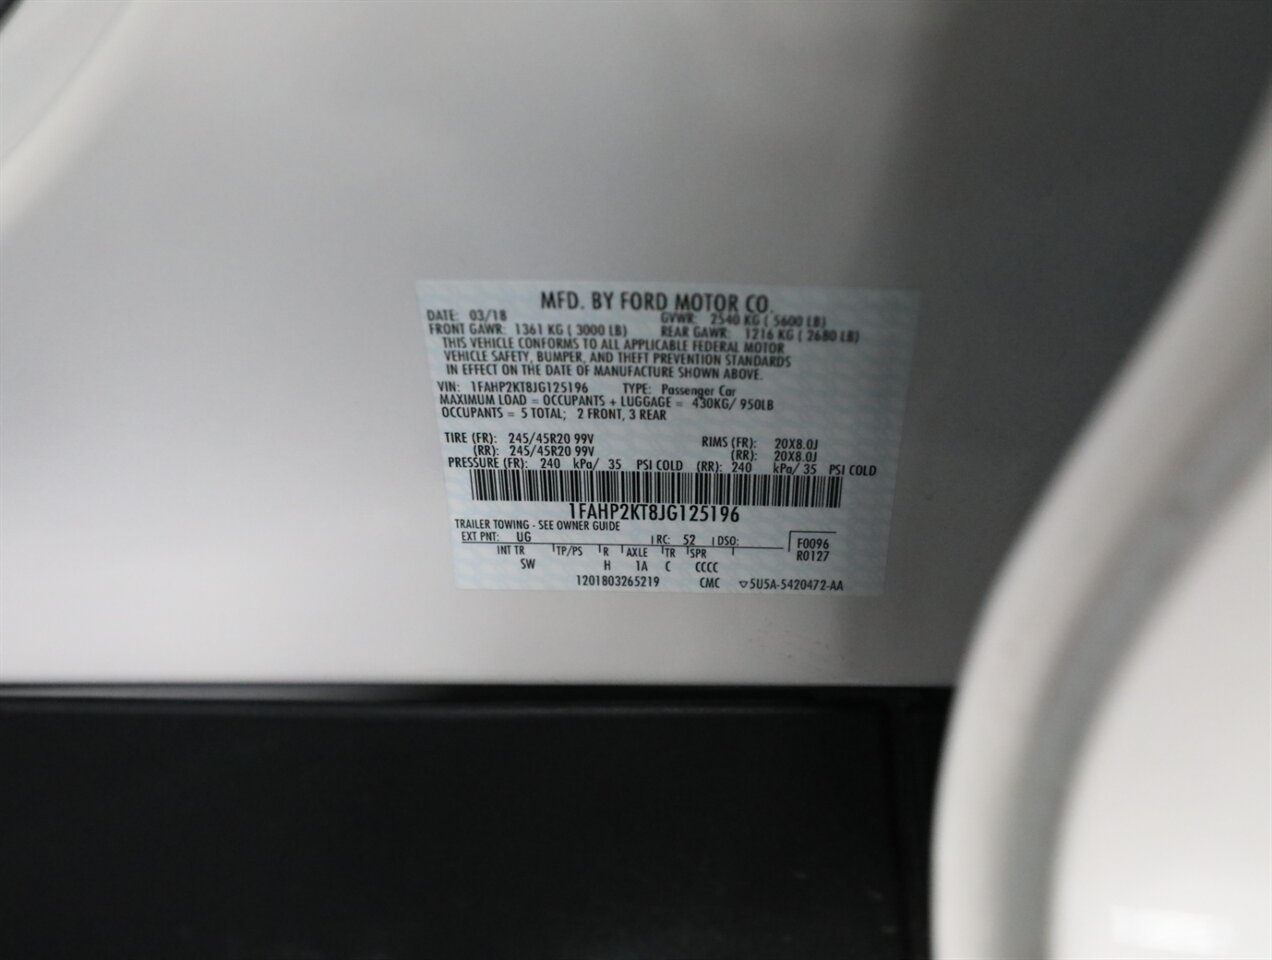 MFD. BY FORD MOTOR CO.
DATE: 03/18 GVWR: 2540 KG ( 5600 LB)
FRONT GAWR: 1361 KG ( 3000 LB) REAR GAWR: 1216 KG ( 2680 LB)
THIS VEHICLE CONFORMS TO ALL APPLICABLE FEDERAL MOTOR
VEHICLE SAFETY, BUMPER, AND THEFT PREVENTION STANDARDS
IN EFFECT ON THE DATE OF MANUFACTURE SHOWN ABOVE.
VIN: 1FAHP2KT8JG125196 TYPE: Passenger Car
MAXIMUM LOAD = OCCUPANTS + LUGGAGE = 430KG/ 950LB
OCCUPANTS = 5 TOTAL; 2 FRONT, 3 REAR
TIRE (FR): 245/45R20 99V RIMS (FR): 20X8.0J
(RR): 245/45R20 99V (RR): 20X8.0J
PRESSURE (FR): 240 kPa/ 35 PSI COLD (RR): 240 kPa/ 35 PSI COLD
1FAHP2KT8JG125196
TRAILER TOWING - SEE OWNER GUIDE
EXT PNT: UG RC: 52 DSO: F0096
INT TR TP/PS R AXLE TR SPR R0127
SW H 1A C CCCC
1201803265219 CMC ▽5U5A-5420472-AA